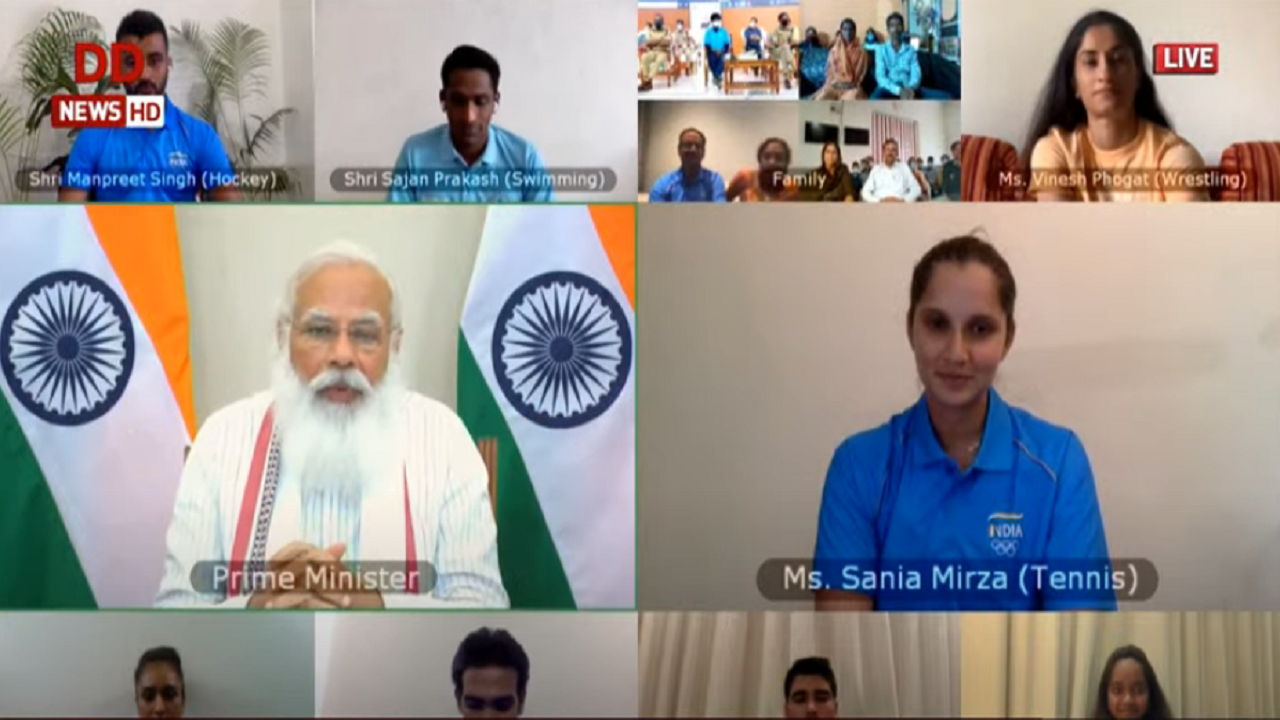 DD
NEWS HD
LIVE
Shri Manpreet Singh (Hockey)
Shri Sajan Prakash (Swimming)
Family
Ms. Vinesh Phogat (Wrestling)
Prime Minister
Ms. Sania Mirza (Tennis)
INDIA
INDIA